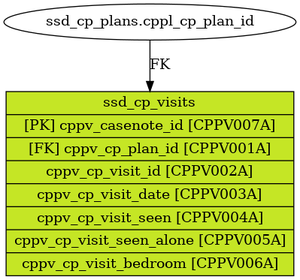 ssd_cp_plans.cppl_cp_plan_id
FK
ssd_cp_visits
[PK] cppv_casenote_id [CPPV007A]
[FK] cppv_cp_plan_id [CPPV001A]
cppv_cp_visit_id [CPPV002A]
cppv_cp_visit_date [CPPV003A]
cppv_cp_visit_seen [CPPV004A]
cppv_cp_visit_seen_alone [CPPV005A]
cppv_cp_visit_bedroom [CPPV006A]